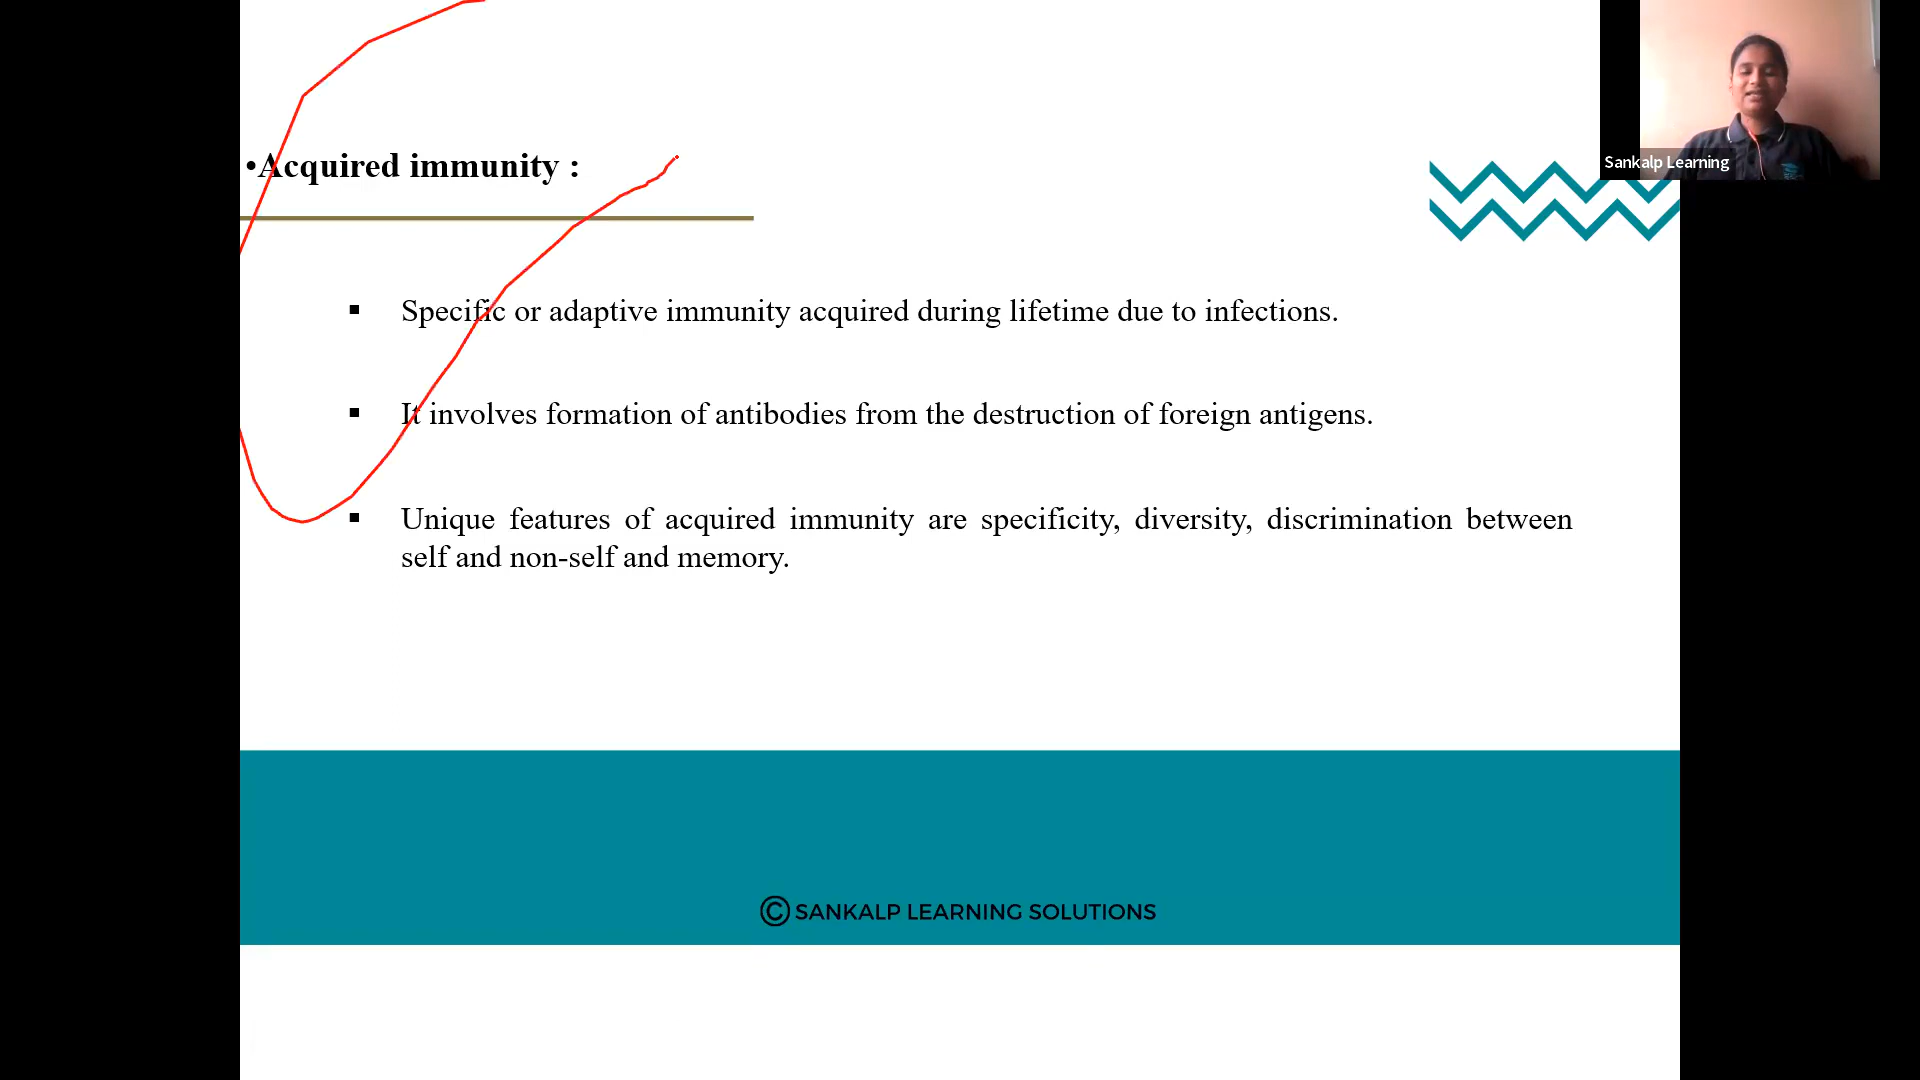 •Acquired immunity :
Sankalp Learning
▪ Specific or adaptive immunity acquired during lifetime due to infections.
▪ It involves formation of antibodies from the destruction of foreign antigens.
▪ Unique features of acquired immunity are specificity, diversity, discrimination between
self and non-self and memory.
© SANKALP LEARNING SOLUTIONS